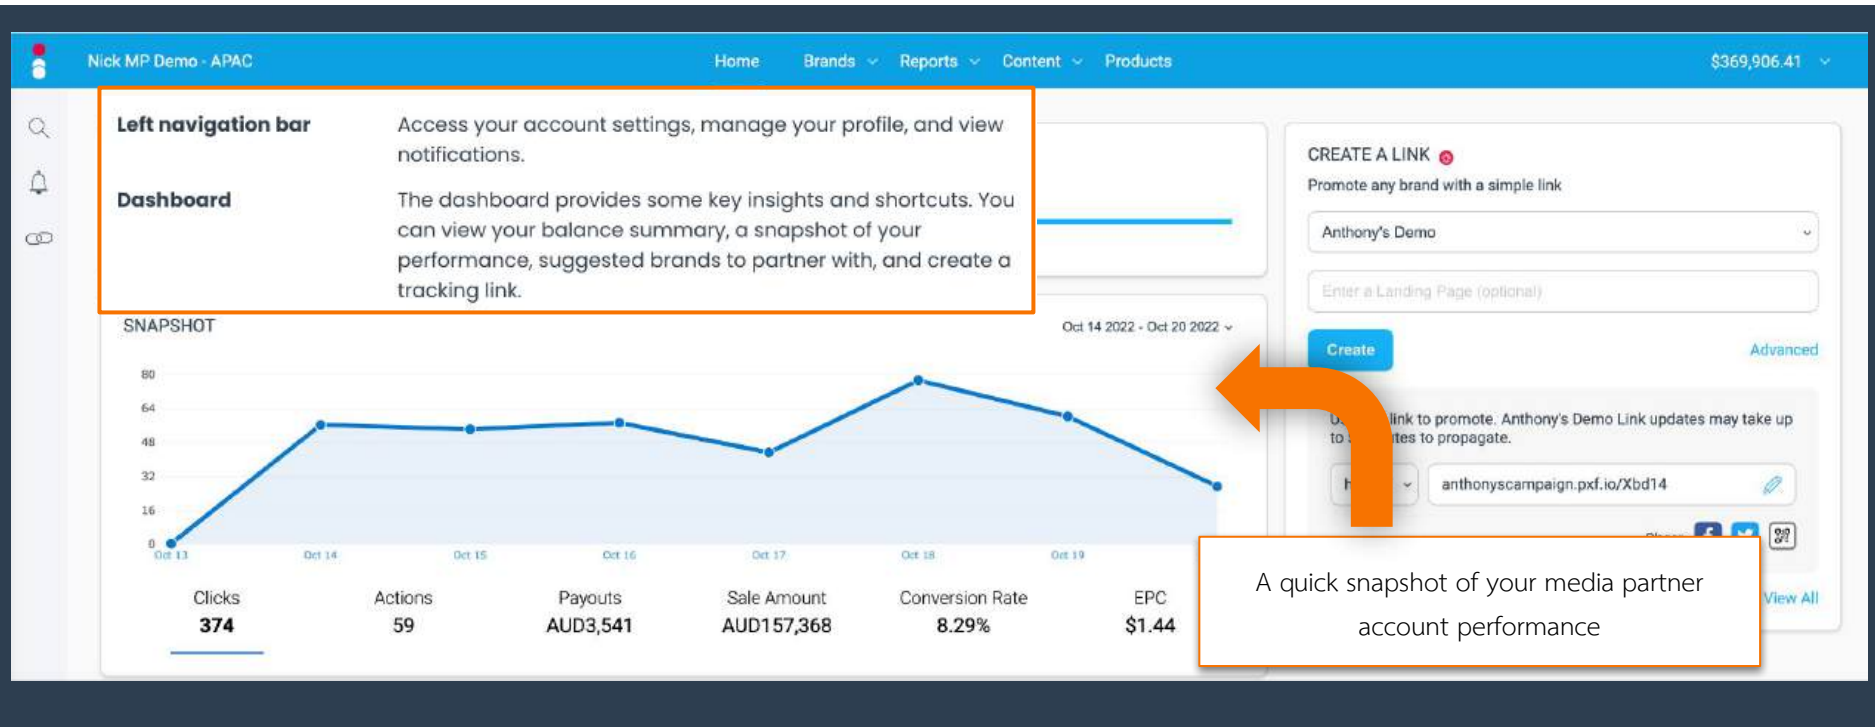 Nick MP Demo - APAC
Home Brands Reports Content Products
$369,906.41
Left navigation bar
Access your account settings, manage your profile, and view
notifications.
Dashboard
The dashboard provides some key insights and shortcuts. You
can view your balance summary, a snapshot of your
performance, suggested brands to partner with, and create a
tracking link.
SNAPSHOT
Oct 14 2022 - Oct 20 2022
80
64
48
32
16
0
Oct 13 Oct 14 Oct 15 Oct 16 Oct 17 Oct 18 Oct 19
Clicks Actions Payouts Sale Amount Conversion Rate EPC
374 59 AUD3,541 AUD157,368 8.29% $1.44
CREATE A LINK
Promote any brand with a simple link
Anthony's Demo
Enter a Landing Page (optional)
Create
Advanced
link to promote. Anthony's Demo Link updates may take up
to propagate.
anthonyscampaign.pxf.io/Xbd14
View All
A quick snapshot of your media partner
account performance